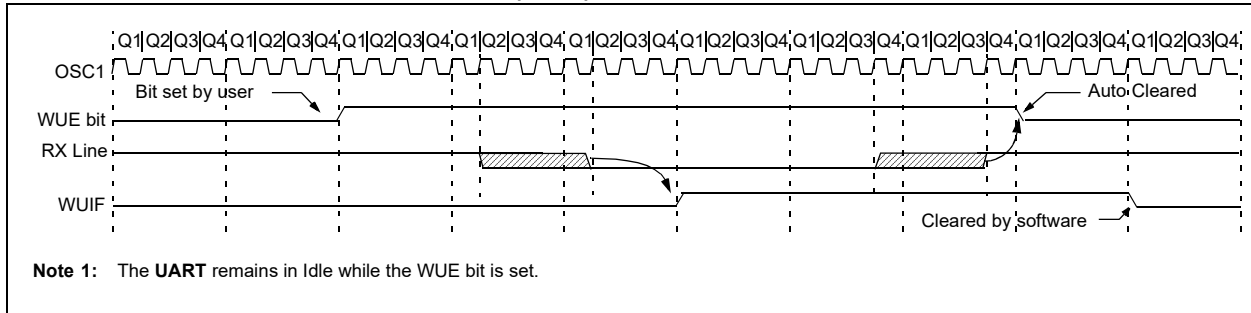 Q1 Q2 Q3 Q4 Q1 Q2 Q3 Q4 Q1 Q2 Q3 Q4 Q1 Q2 Q3 Q4 Q1 Q2 Q3 Q4 Q1 Q2 Q3 Q4 Q1 Q2 Q3 Q4 Q1 Q2 Q3 Q4 Q1 Q2 Q3 Q4 Q1 Q2 Q3 Q4
OSC1
Bit set by user
Auto Cleared
WUE bit
RX Line
WUIF
Cleared by software
Note 1: The UART remains in Idle while the WUE bit is set.